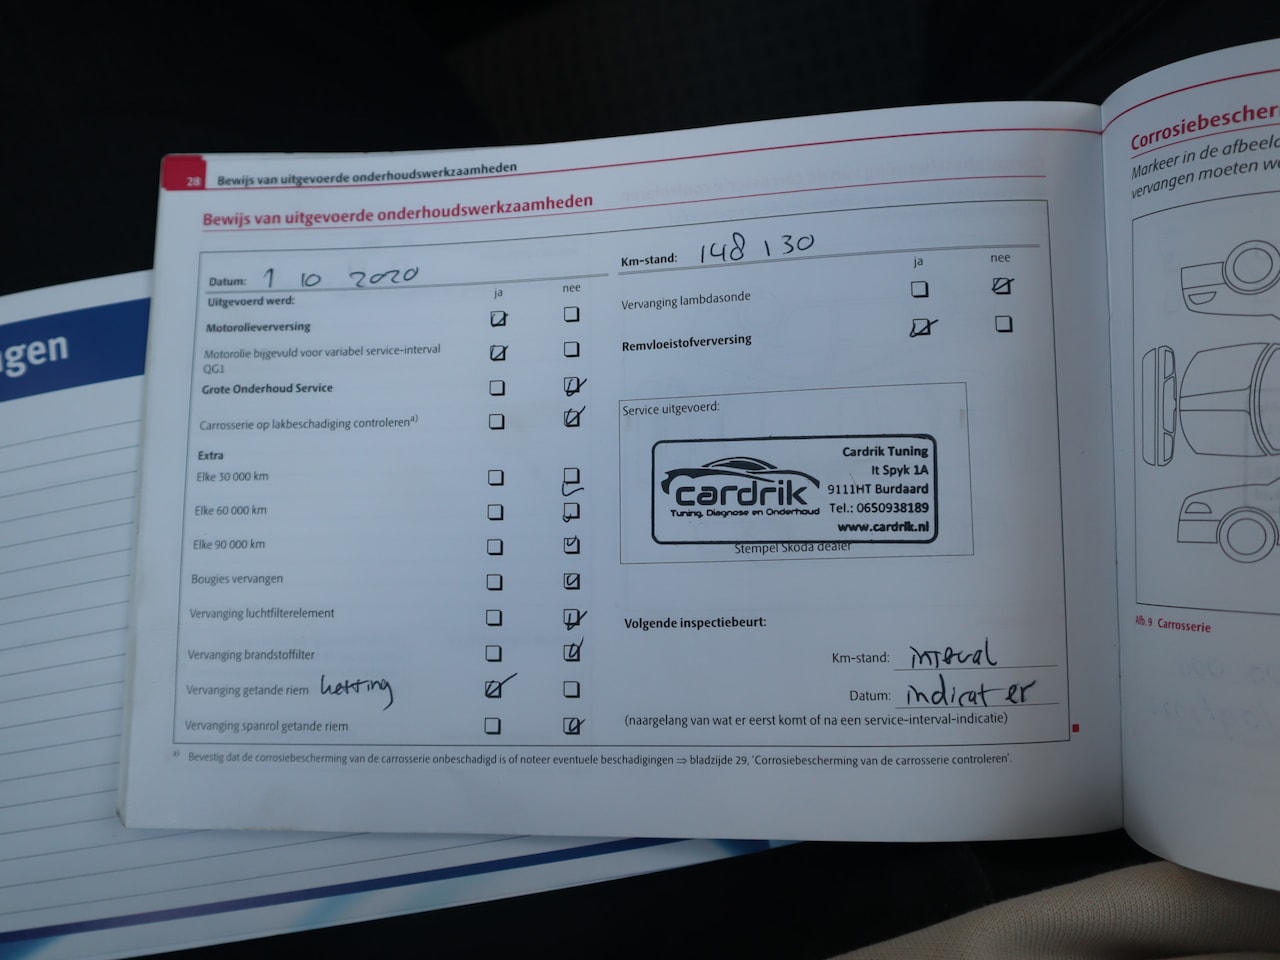 28 Bewijs van uitgevoerde onderhoudswerkzaamheden
Bewijs van uitgevoerde onderhoudswerkzaamheden
Datum: 1 10 2020
Uitgevoerd werd:
ja nee
Motorolieverversing
Motorolie bijgevuld voor variabel service-interval
QG1
Grote Onderhoud Service
Carrosserie op lakbeschadiging controleren a)
Extra
Elke 30 000 km
Elke 60 000 km
Elke 90 000 km
Bougies vervangen
Vervanging luchtfilterelement
Vervanging brandstoffilter
Vervanging getande riem ketting
Vervanging spanrol getande riem
Km-stand: 148 130
ja nee
Vervanging lambdasonde
Remvloeistofverversing
Service uitgevoerd:
cardrik
Tuning, Diagnose en Onderhoud
Cardrik Tuning
It Spyk 1A
9111HT Burdaard
Tel.: 0650938189
www.cardrik.nl
Stempel Skoda dealer
Volgende inspectiebeurt:
Km-stand: interval
Datum: indicater
(naargelang van wat er eerst komt of na een service-interval-indicatie)
a) Bevestig dat de corrosiebescherming van de carrosserie onbeschadigd is of noteer eventuele beschadigingen ⇒ bladzijde 29, 'Corrosiebescherming van de carrosserie controleren'.
Corrosiebescher
Markeer in de afbeeld
vervangen moeten w
Afb. 9 Carrosserie
gen